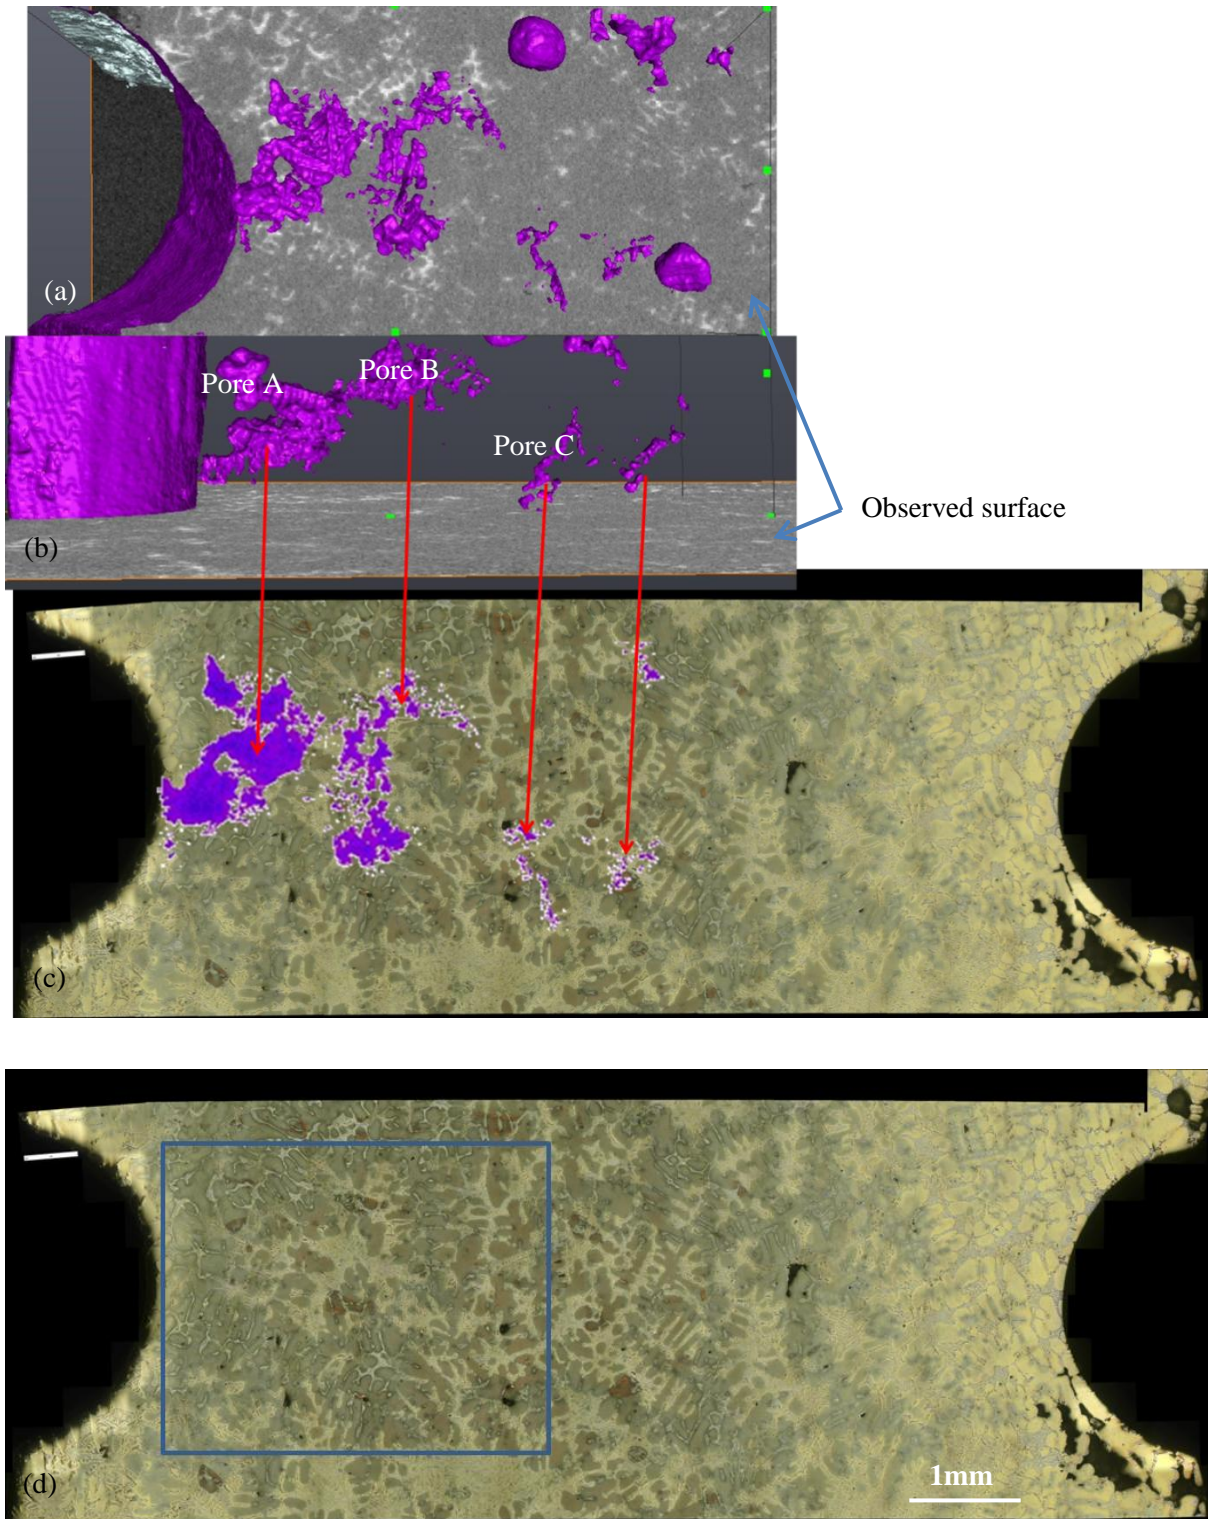 (a)
Pore A
Pore B
Pore C
Observed surface
(b)
(c)
(d)
1mm